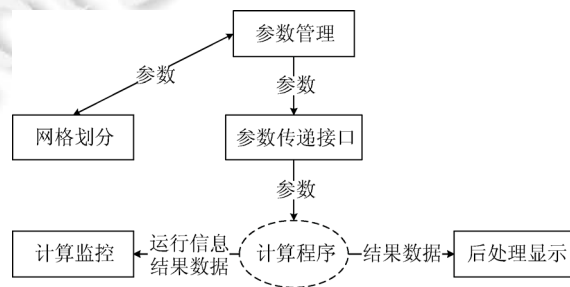 参数管理
参数
参数
网格划分
参数传递接口
参数
计算监控
运行信息
结果数据
计算程序
结果数据
后处理显示